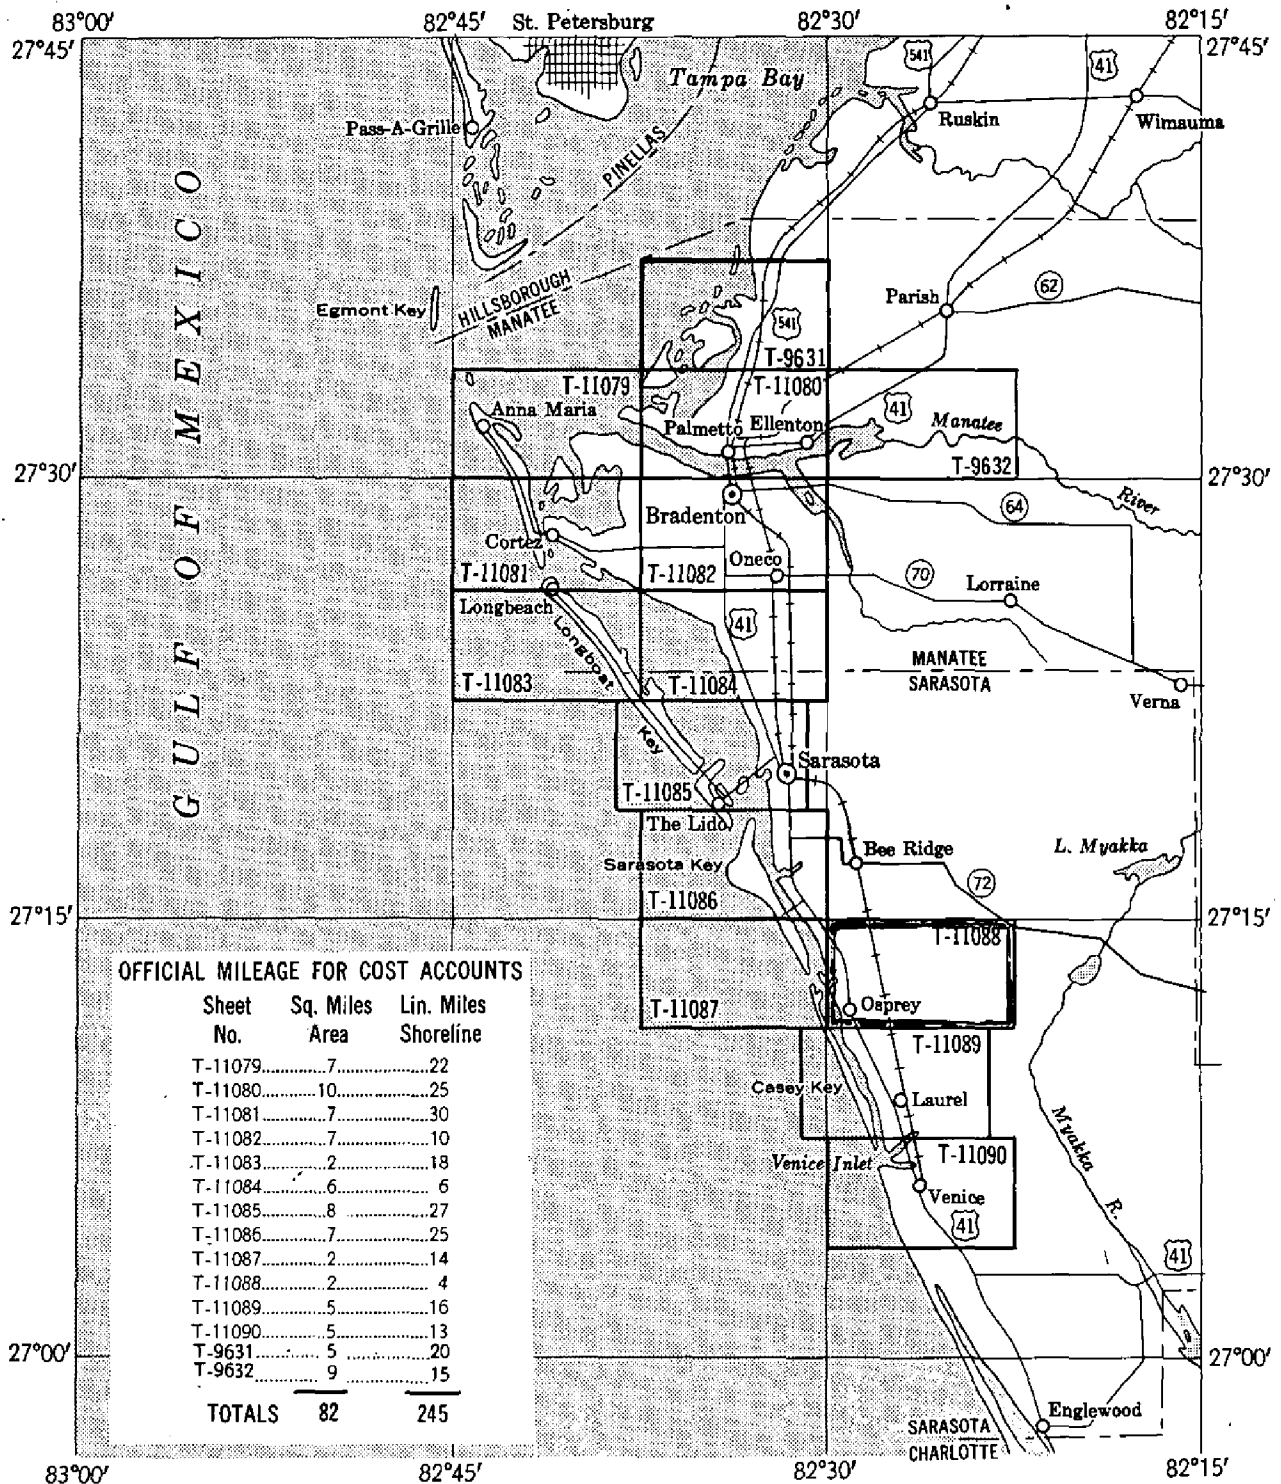 83°00'
82°45'
St. Petersburg
82°30'
82°15'
27°45'
27°45'
Tampa Bay
541
41
Pass-A-Grille
Ruskin
Wimauma
PINELLAS
GULF OF MEXICO
Egmont Key
HILLSBOROUGH
MANATEE
Parish
62
541
T-9631
T-11079
T-11080
Anna Maria
Palmetto
Ellenton
41
Manatee
T-9632
27°30'
27°30'
River
64
Bradenton
Cortez
Oneco
T-11081
T-11082
70
Lorraine
Longbeach
Longboat
Key
41
MANATEE
SARASOTA
T-11083
T-11084
Verna
Sarasota
T-11085
The Lido
Bee Ridge
L. Myakka
Sarasota Key
72
T-11086
27°15'
27°15'
T-11088
T-11087
Osprey
T-11089
Casey Key
Laurel
Myakka
R.
Venice Inlet
T-11090
Venice
41
41
OFFICIAL MILEAGE FOR COST ACCOUNTS
Sheet Sq. Miles Lin. Miles
No. Area Shoreline
T-11079 7 22
T-11080 10 25
T-11081 7 30
T-11082 7 10
T-11083 2 18
T-11084 6 6
T-11085 8 27
T-11086 7 25
T-11087 2 14
T-11088 2 4
T-11089 5 16
T-11090 5 13
T-9631 5 20
T-9632 9 15
TOTALS 82 245
27°00'
27°00'
Englewood
SARASOTA
CHARLOTTE
83°00'
82°45'
82°30'
82°15'